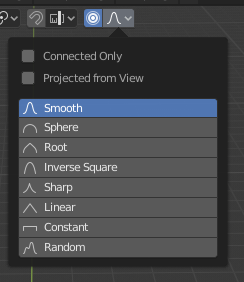 Connected Only
Projected from View
Smooth
Sphere
Root
Inverse Square
Sharp
Linear
Constant
Random